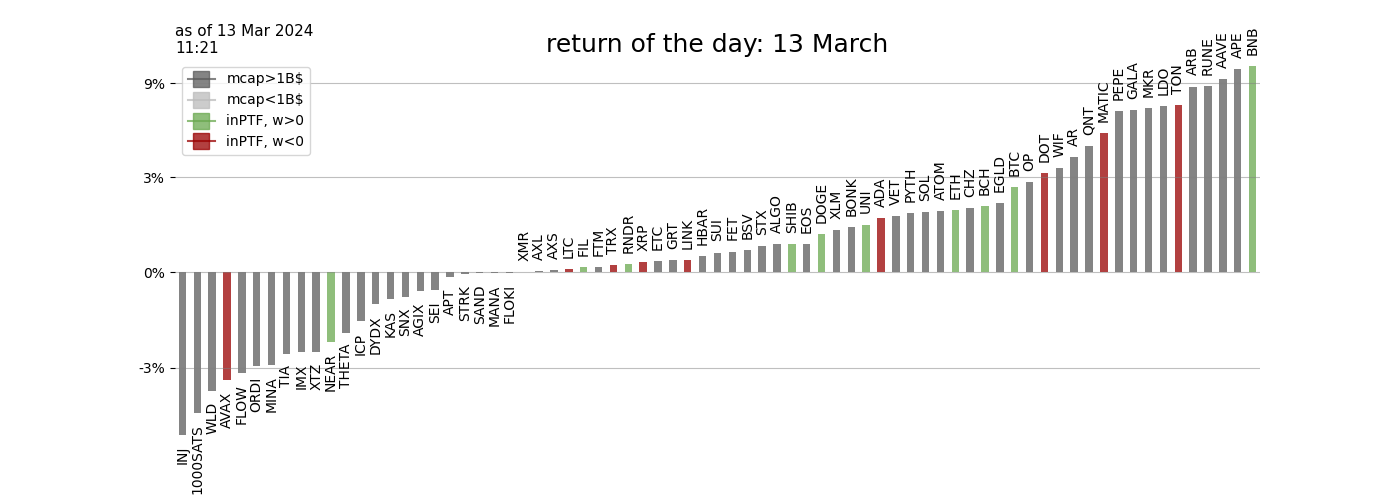 as of 13 Mar 2024
11:21
return of the day: 13 March
mcap>1B$
mcap<1B$
inPTF, w>0
inPTF, w<0
9%
3%
0%
-3%
INJ
1000SATS
WLD
AVAX
FLOW
ORDI
MINA
TIA
IMX
XTZ
NEAR
THETA
ICP
DYDX
KAS
SNX
AGIX
SEI
APT
STRK
SAND
MANA
FLOKI
XMR
AXL
AXS
LTC
FIL
FTM
TRX
RNDR
XRP
ETC
GRT
LINK
HBAR
SUI
FET
BSV
STX
ALGO
SHIB
EOS
DOGE
XLM
BONK
UNI
ADA
VET
PYTH
SOL
ATOM
ETH
CHZ
BCH
EGLD
BTC
OP
DOT
WIF
AR
QNT
MATIC
PEPE
GALA
MKR
LDO
TON
ARB
RUNE
AAVE
APE
BNB